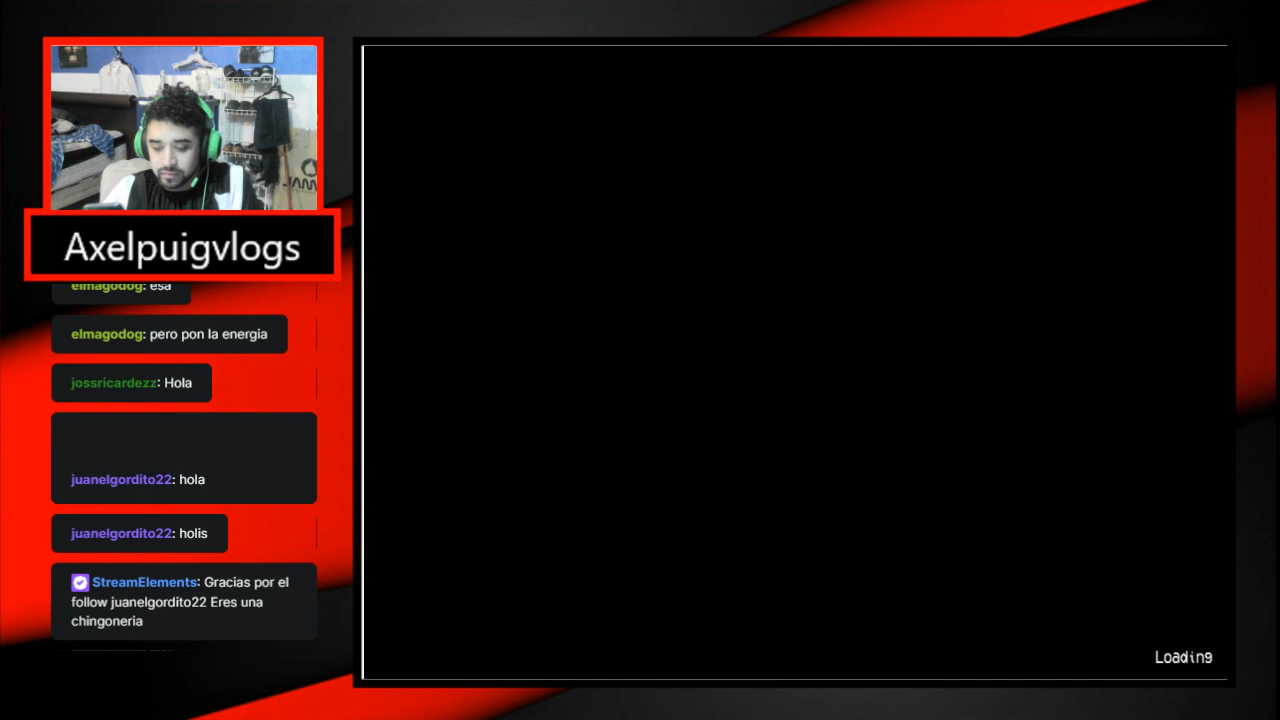 Axelpuigvlogs
elmagodog: esa
elmagodog: pero pon la energia
jossricardezz: Hola
juanelgordito22: hola
juanelgordito22: holis
StreamElements: Gracias por el
follow juanelgordito22 Eres una
chingoneria
Loading